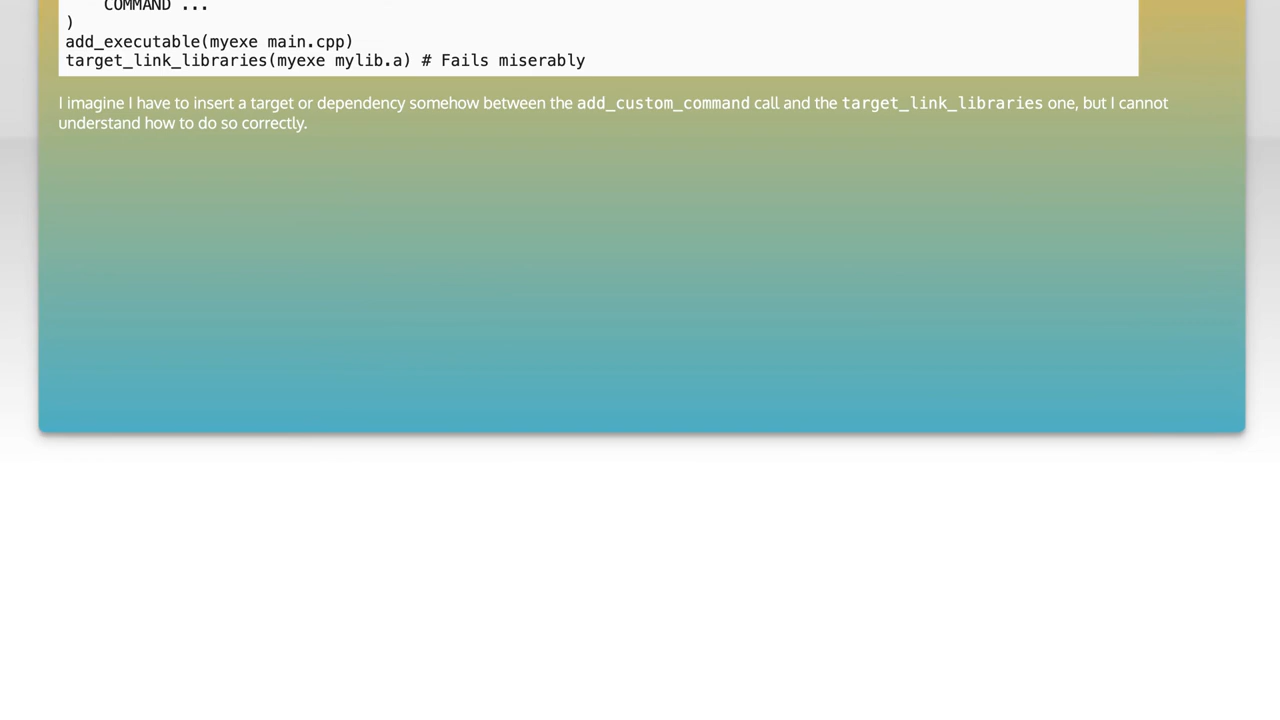 COMMAND ...
)
add_executable(myexe main.cpp)
target_link_libraries(myexe mylib.a) # Fails miserably
I imagine I have to insert a target or dependency somehow between the add_custom_command call and the target_link_libraries one, but I cannot
understand how to do so correctly.